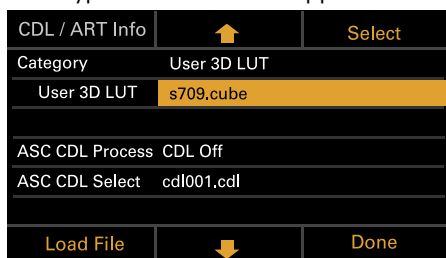 CDL / ART Info Select
Category User 3D LUT
User 3D LUT s709.cube
ASC CDL Process CDL Off
ASC CDL Select cdl001.cdl
Load File Done